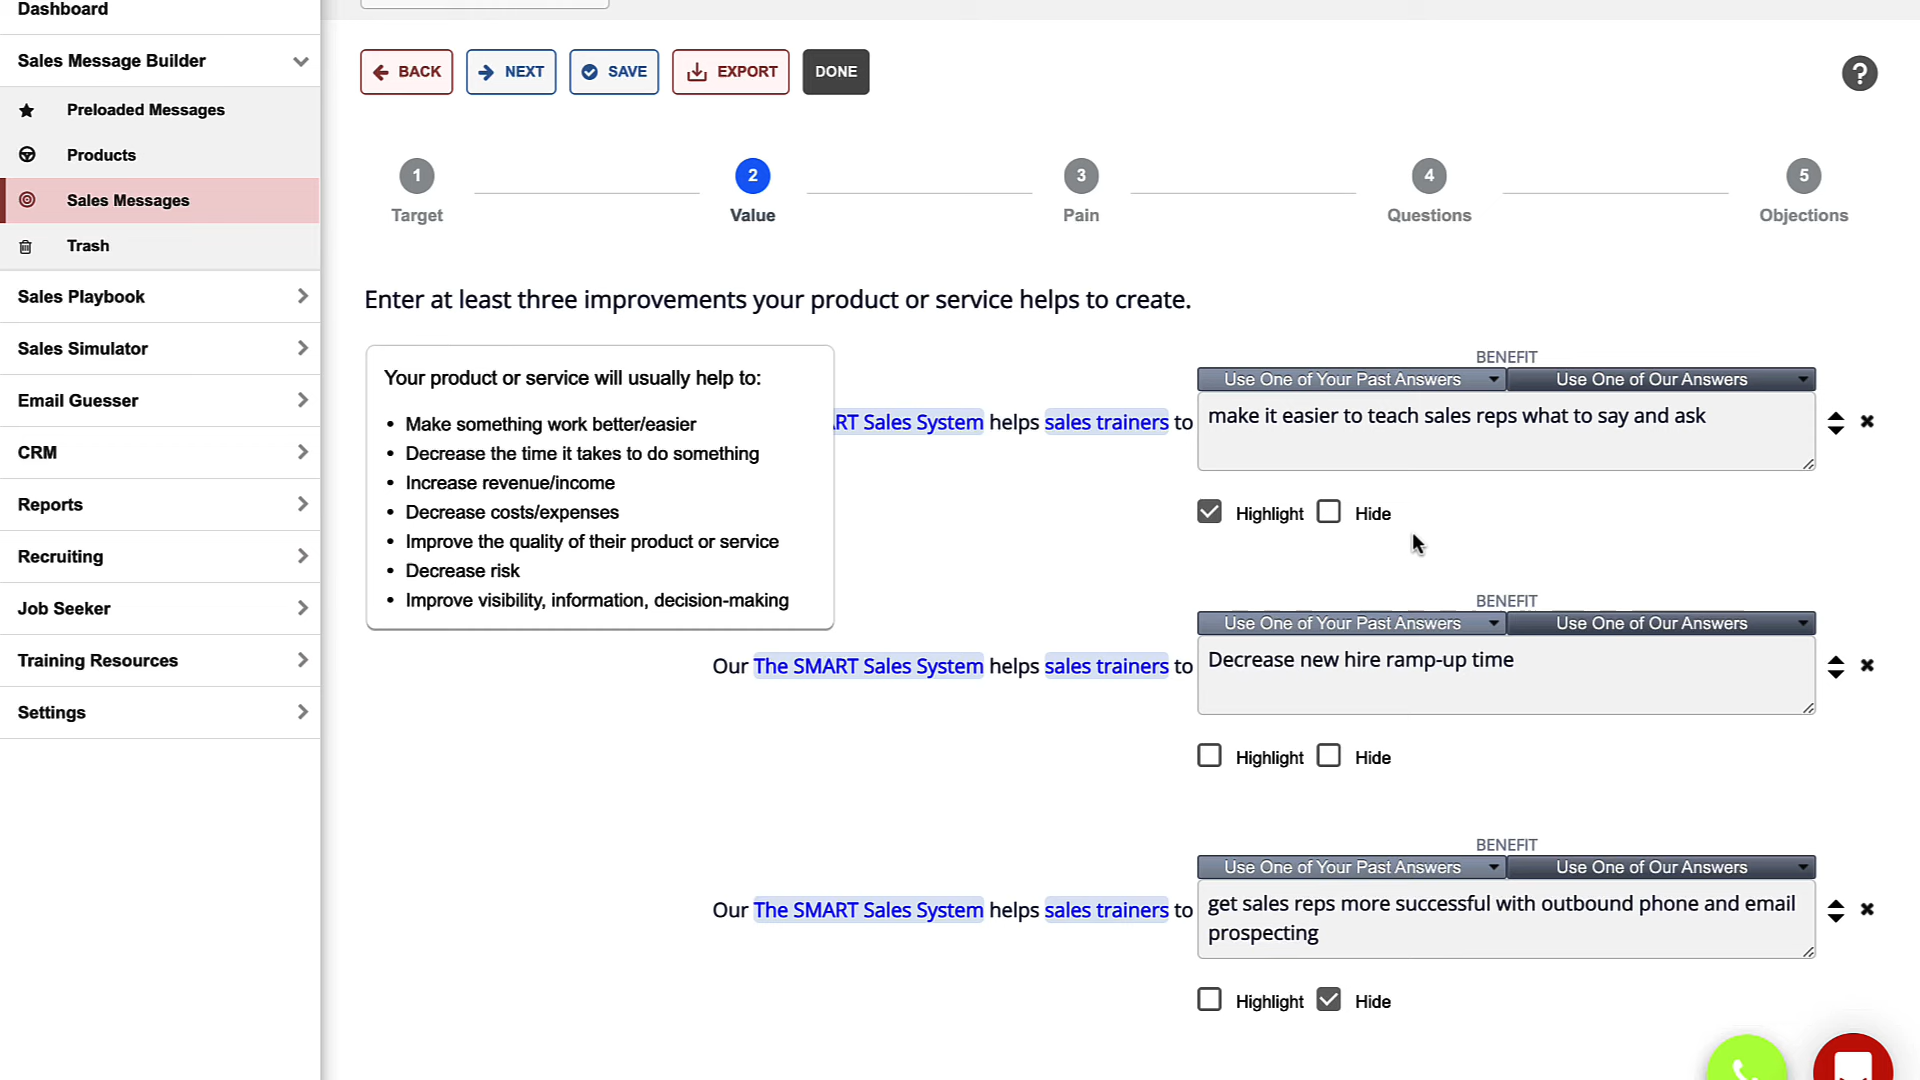 Dashboard
Sales Message Builder
Preloaded Messages
Products
Sales Messages
Trash
Sales Playbook
Sales Simulator
Email Guesser
CRM
Reports
Recruiting
Job Seeker
Training Resources
Settings
BACK
NEXT
SAVE
EXPORT
DONE
?
1
2
3
4
5
Target
Value
Pain
Questions
Objections
Enter at least three improvements your product or service helps to create.
Your product or service will usually help to:
• Make something work better/easier
• Decrease the time it takes to do something
• Increase revenue/income
• Decrease costs/expenses
• Improve the quality of their product or service
• Decrease risk
• Improve visibility, information, decision-making
BENEFIT
Use One of Your Past Answers
Use One of Our Answers
Sales System helps sales trainers to
make it easier to teach sales reps what to say and ask
Highlight
Hide
BENEFIT
Use One of Your Past Answers
Use One of Our Answers
Our The SMART Sales System helps sales trainers to
Decrease new hire ramp-up time
Highlight
Hide
BENEFIT
Use One of Your Past Answers
Use One of Our Answers
Our The SMART Sales System helps sales trainers to
get sales reps more successful with outbound phone and email
prospecting
Highlight
Hide